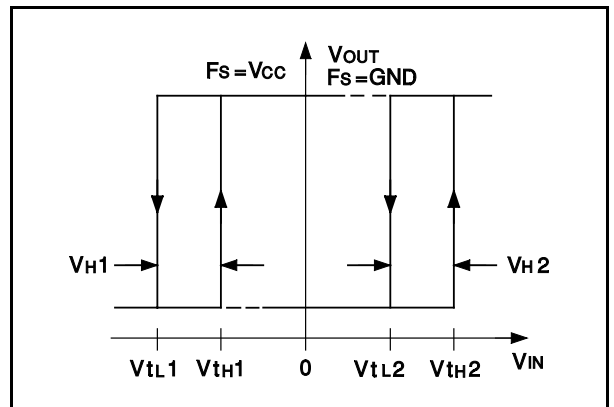 VOUT
FS=VCC
FS=GND
VH1
VH2
VtL1 VtH1 0 VtL2 VtH2
VIN